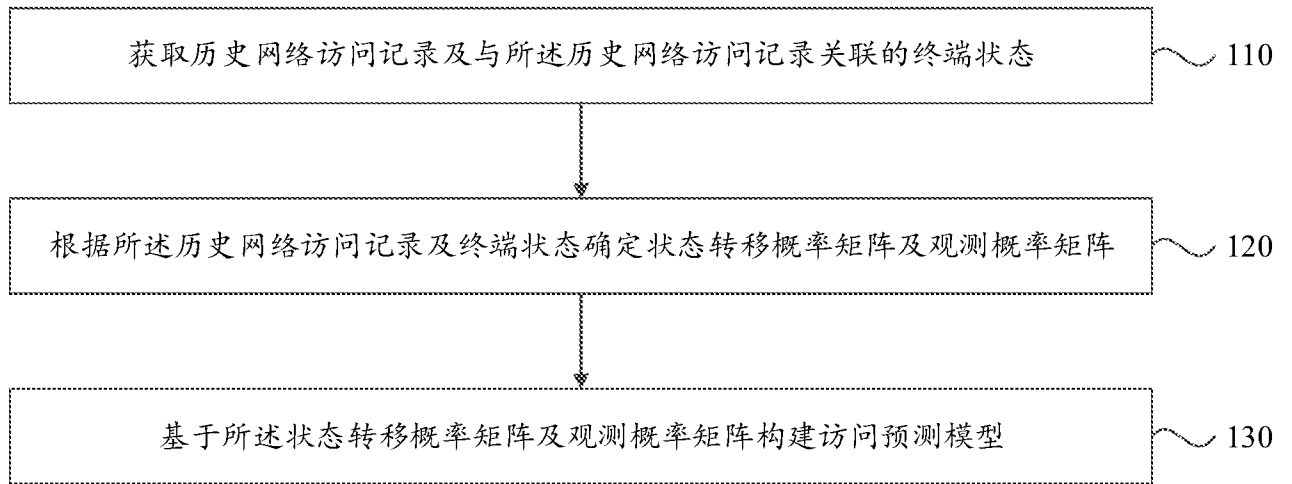 获取历史网络访问记录及与所述历史网络访问记录关联的终端状态
110
根据所述历史网络访问记录及终端状态确定状态转移概率矩阵及观测概率矩阵
120
基于所述状态转移概率矩阵及观测概率矩阵构建访问预测模型
130